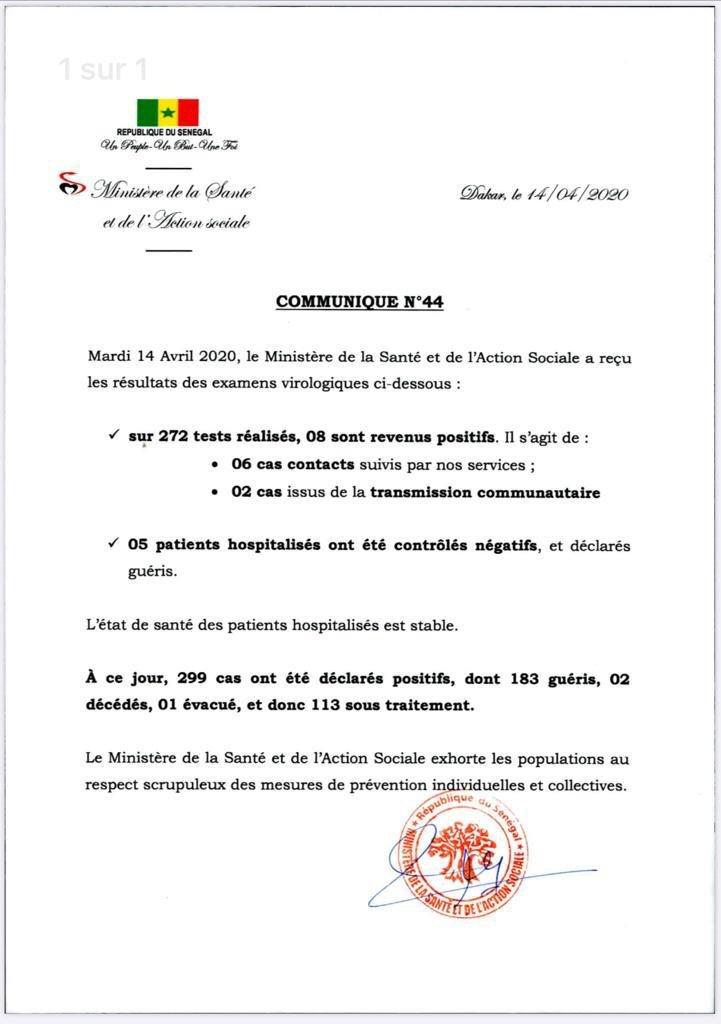 1 sur 1
REPUBLIQUE DU SENEGAL
Un Peuple-Un But-Une Foi
Ministère de la Santé
et de l'Action sociale
Dakar, le 14/04/2020
COMMUNIQUE N°44
Mardi 14 Avril 2020, le Ministère de la Santé et de l'Action Sociale a reçu
les résultats des examens virologiques ci-dessous :
✓ sur 272 tests réalisés, 08 sont revenus positifs. Il s'agit de :
• 06 cas contacts suivis par nos services ;
• 02 cas issus de la transmission communautaire
✓ 05 patients hospitalisés ont été contrôlés négatifs, et déclarés
guéris.
L'état de santé des patients hospitalisés est stable.
À ce jour, 299 cas ont été déclarés positifs, dont 183 guéris, 02
décédés, 01 évacué, et donc 113 sous traitement.
Le Ministère de la Santé et de l'Action Sociale exhorte les populations au
respect scrupuleux des mesures de prévention individuelles et collectives.
République du Sénégal
MINISTERE DE LA SANTÉ ET DE L'ACTION SOCIALE